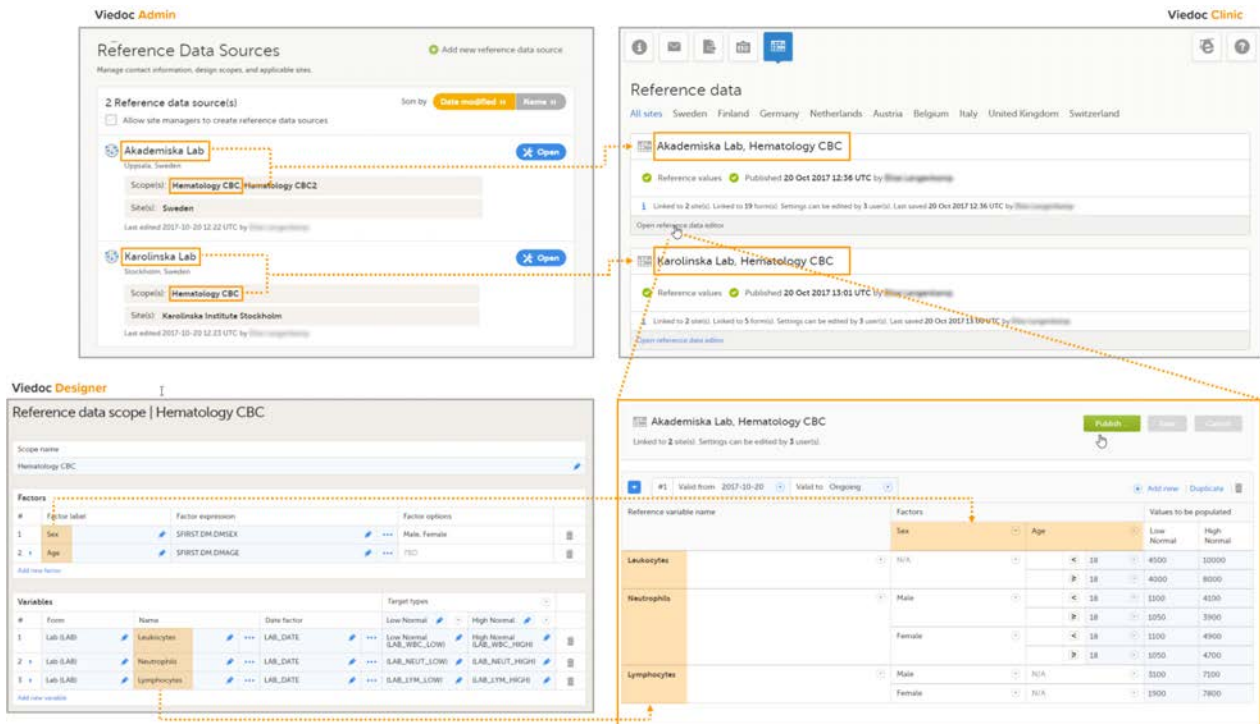 Viedoc Admin
Reference Data Sources
Add new reference data source
Manage contact information, design scopes, and applicable sites.
2 Reference data source(s)
Sort by Date modified Name
Allow site managers to create reference data sources
Akademiska Lab
Open
Uppsala, Sweden
Scope(s): Hematology CBC, Hematology CBC2
Site(s): Sweden
Last edited 2017-10-20 12:22 UTC by
Karolinska Lab
Open
Stockholm, Sweden
Scope(s): Hematology CBC
Site(s): Karolinska Institute Stockholm
Last edited 2017-10-20 12:23 UTC by
Viedoc Clinic
Reference data
All sites Sweden Finland Germany Netherlands Austria Belgium Italy United Kingdom Switzerland
Akademiska Lab, Hematology CBC
Reference values Published 20 Oct 2017 12:36 UTC by
Linked to 2 site(s). Linked to 19 form(s). Settings can be edited by 3 user(s). Last saved 20 Oct 2017 12:36 UTC by
Open reference data editor
Karolinska Lab, Hematology CBC
Reference values Published 20 Oct 2017 13:01 UTC by
Linked to 2 site(s). Linked to 5 form(s). Settings can be edited by 3 user(s). Last saved 20 Oct 2017 13:00 UTC by
Open reference data editor
Viedoc Designer
Reference data scope | Hematology CBC
Scope name
Hematology CBC
Factors
# Factor label Factor expression Factor options
1 Sex SFIRST.DM.DMSEX Male, Female
2 Age SFIRST.DM.DMAGE
Add new factor
Variables Target types
# Form Name Date factor Low Normal High Normal
1 Lab (LAB) Leukocytes LAB_DATE Low Normal (LAB_WBC_LOW) High Normal (LAB_WBC_HIGH)
2 Lab (LAB) Neutrophils LAB_DATE (LAB_NEUT_LOW) (LAB_NEUT_HIGH)
3 Lab (LAB) Lymphocytes LAB_DATE (LAB_LYM_LOW) (LAB_LYM_HIGH)
Add new variable
Akademiska Lab, Hematology CBC
Publish ... Save Cancel
Linked to 2 site(s). Settings can be edited by 3 user(s).
#1 Valid from 2017-10-20 Valid to Ongoing
Add new Duplicate
Reference variable name Factors Values to be populated
Sex Age Low Normal High Normal
Leukocytes N/A < 18 4500 10000
≥ 18 4000 8000
Neutrophils Male < 18 1100 4100
≥ 18 1050 3900
Female < 18 1100 4900
≥ 18 1050 4700
Lymphocytes Male N/A 3100 7100
Female N/A 1900 7800